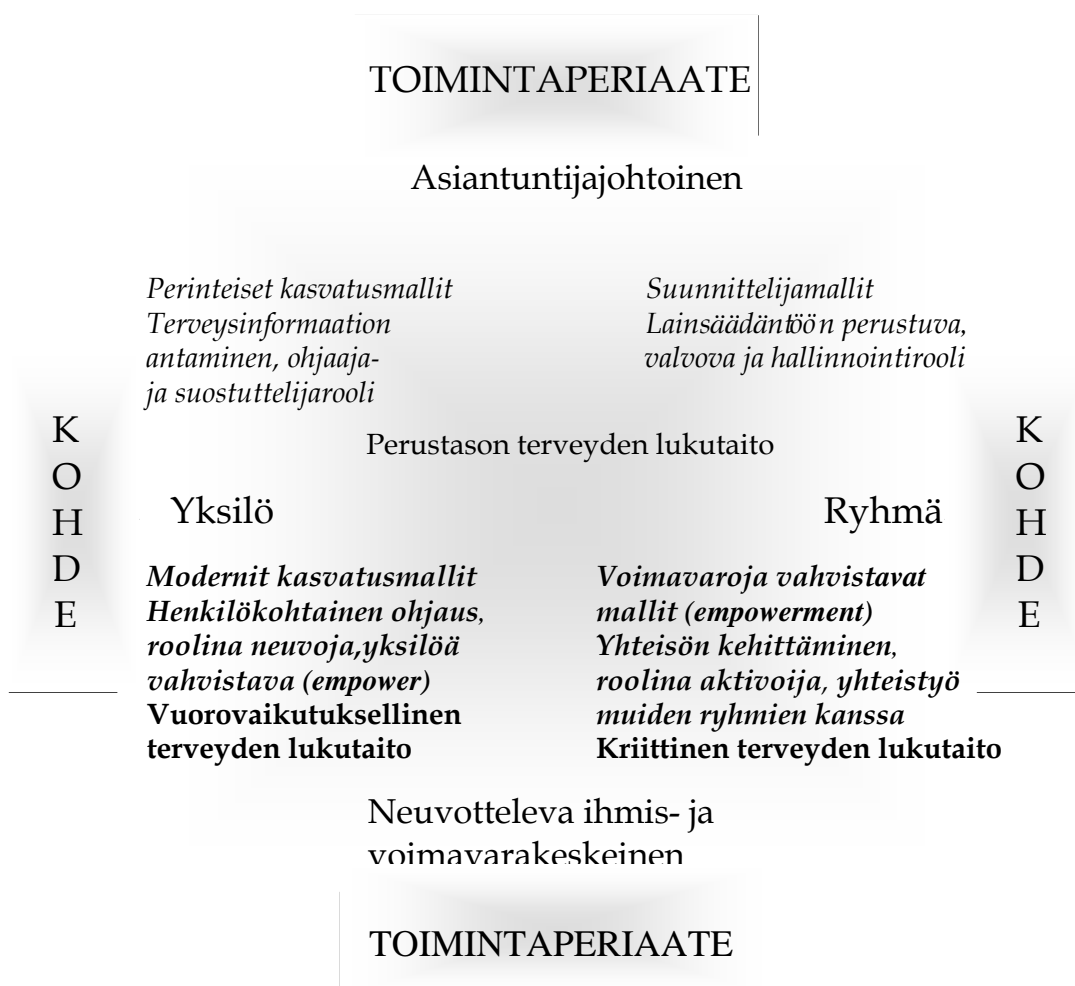 TOIMINTAPERIAATE
Asiantuntijajohtoinen
Perinteiset kasvatusmallit
Terveysinformaation
antaminen, ohjaaja-
ja suostuttelijarooli
Suunnittelijamallit
Lainsäädäntöön perustuva,
valvova ja hallinnointirooli
K
O
H
D
E
Perustason terveyden lukutaito
K
O
H
D
E
Yksilö
Ryhmä
Modernit kasvatusmallit
Henkilökohtainen ohjaus,
roolina neuvoja,yksilöä
vahvistava (empower)
Vuorovaikutuksellinen
terveyden lukutaito
Voimavaroja vahvistavat
mallit (empowerment)
Yhteisön kehittäminen,
roolina aktivoija, yhteistyö
muiden ryhmien kanssa
Kriittinen terveyden lukutaito
Neuvotteleva ihmis- ja
voimavarakeskeinen
TOIMINTAPERIAATE